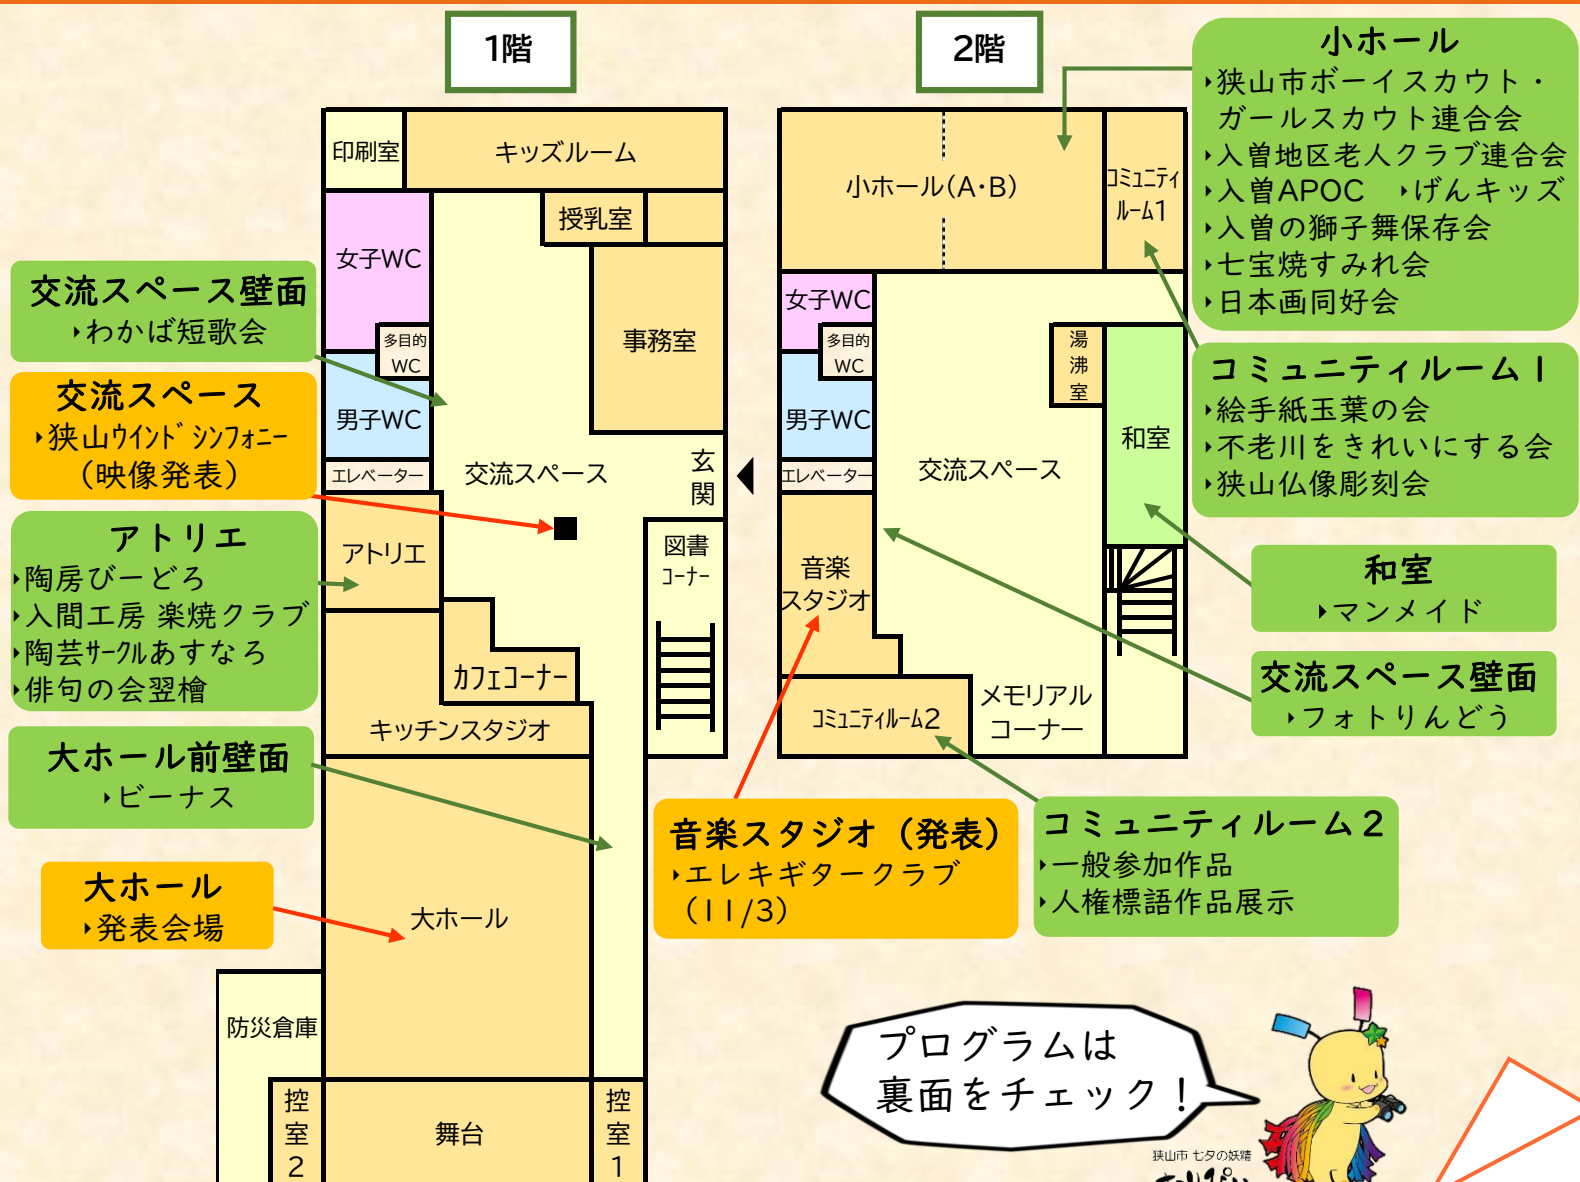 1階
2階
小ホール
▸狭山市ボーイスカウト・
ガールスカウト連合会
▸入曽地区老人クラブ連合会
▸入曽APOC ▸げんキッズ
▸入曽の獅子舞保存会
▸七宝焼すみれ会
▸日本画同好会
印刷室
キッズルーム
授乳室
女子WC
多目的
WC
事務室
男子WC
エレベーター
交流スペース
玄
関
アトリエ
図書
コーナー
カフェコーナー
キッチンスタジオ
大ホール
防災倉庫
控
室
2
舞台
控
室
1
小ホール(A・B)
コミュニティ
ルーム1
女子WC
多目的
WC
湯
沸
室
男子WC
和室
エレベーター
交流スペース
音楽
スタジオ
メモリアル
コーナー
コミュニティルーム2
交流スペース壁面
▸わかば短歌会
交流スペース
▸狭山ウインドシンフォニー
(映像発表)
アトリエ
▸陶房びーどろ
▸入間工房 楽焼クラブ
▸陶芸サークルあすなろ
▸俳句の会翌檜
大ホール前壁面
▸ビーナス
大ホール
▸発表会場
コミュニティルーム1
▸絵手紙玉葉の会
▸不老川をきれいにする会
▸狭山仏像彫刻会
和室
▸マンメイド
交流スペース壁面
▸フォトりんどう
音楽スタジオ（発表）
▸エレキギタークラブ
(11/3)
コミュニティルーム2
▸一般参加作品
▸人権標語作品展示
プログラムは
裏面をチェック！
狭山市 七夕の妖精